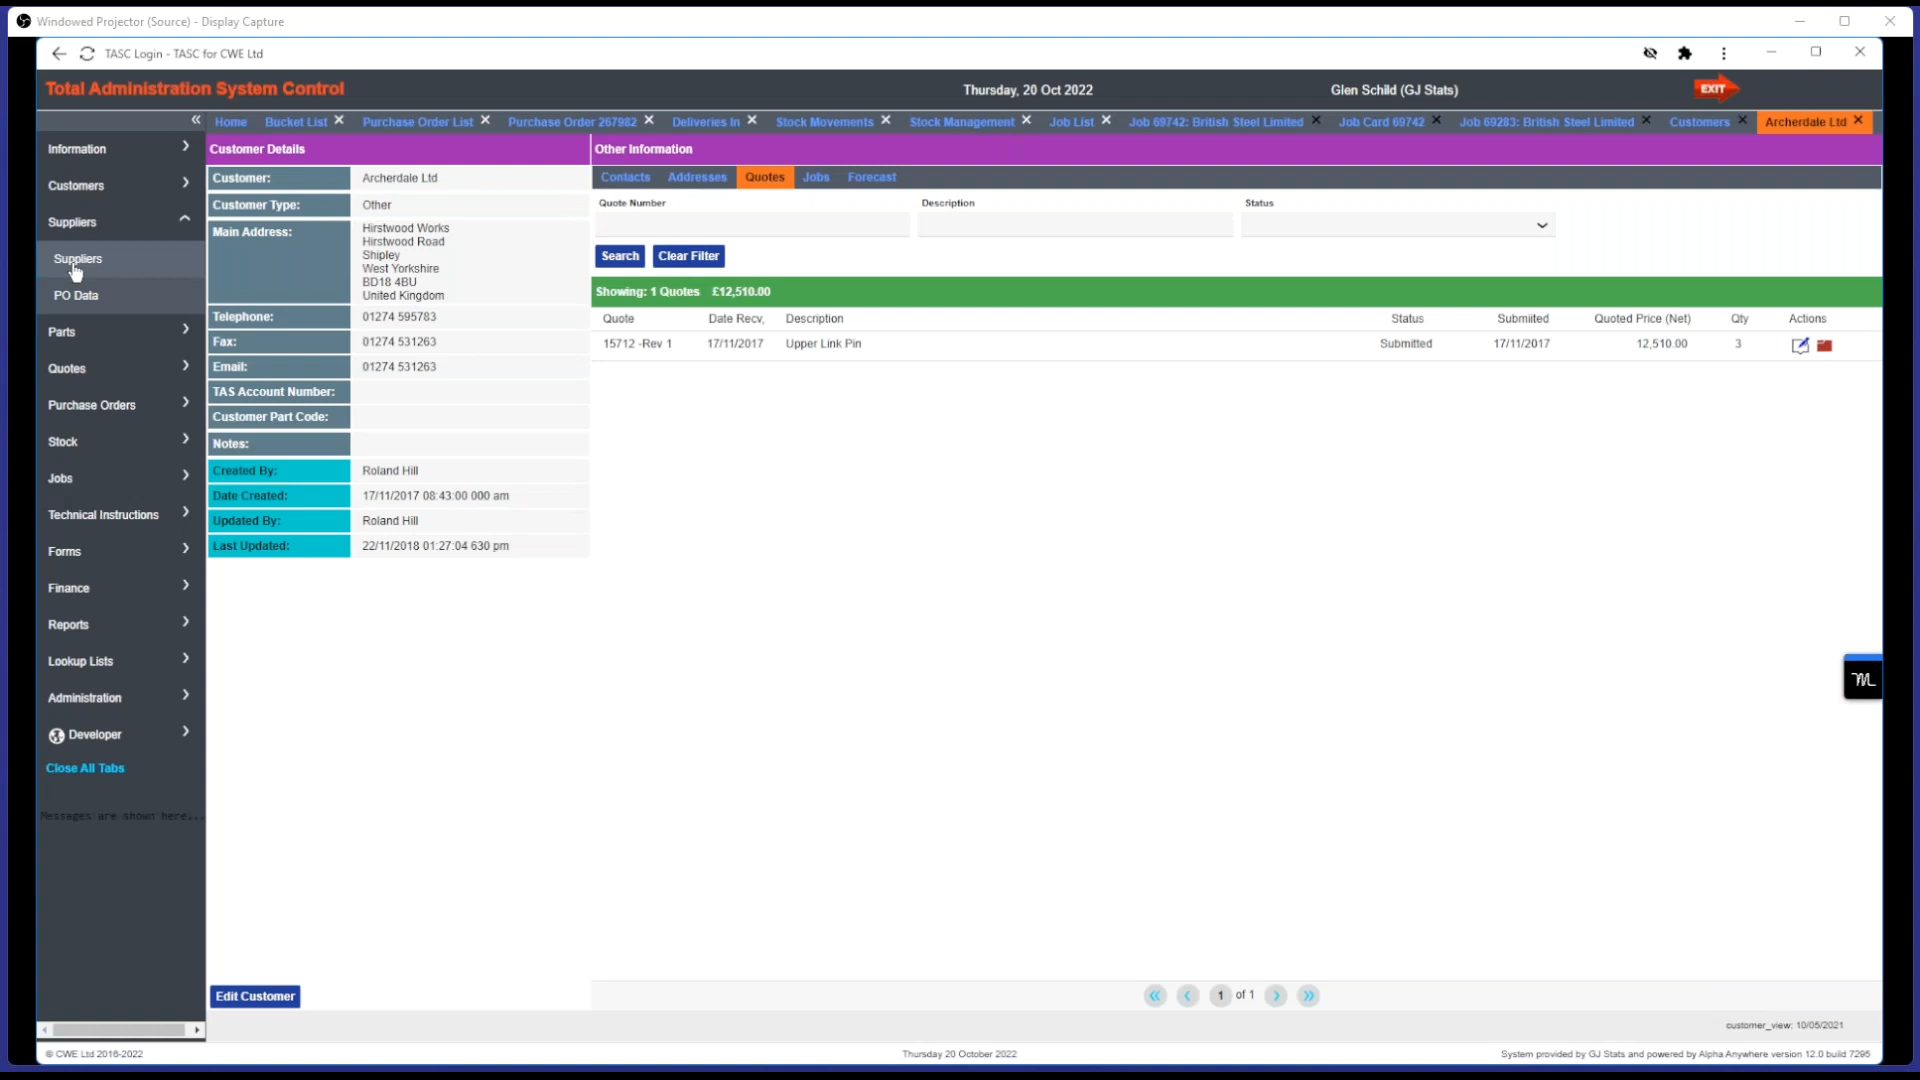 Windowed Projector (Source) - Display Capture
TASC Login - TASC for CWE Ltd
Total Administration System Control
Thursday, 20 Oct 2022
Glen Schild (GJ Stats)
EXIT
Home
Bucket List
Purchase Order List
Purchase Order 267982
Deliveries In
Stock Movements
Stock Management
Job List
Job 69742: British Steel Limited
Job Card 69742
Job 69283: British Steel Limited
Customers
Archerdale Ltd
Information
Customers
Suppliers
Suppliers
PO Data
Parts
Quotes
Purchase Orders
Stock
Jobs
Technical Instructions
Forms
Finance
Reports
Lookup Lists
Administration
Developer
Close All Tabs
Messages are shown here...
Customer Details
Customer: Archerdale Ltd
Customer Type: Other
Main Address: Hirstwood Works
Hirstwood Road
Shipley
West Yorkshire
BD18 4BU
United Kingdom
Telephone: 01274 595783
Fax: 01274 531263
Email: 01274 531263
TAS Account Number:
Customer Part Code:
Notes:
Created By: Roland Hill
Date Created: 17/11/2017 08:43:00 000 am
Updated By: Roland Hill
Last Updated: 22/11/2018 01:27:04 630 pm
Edit Customer
Other Information
Contacts Addresses Quotes Jobs Forecast
Quote Number Description Status
Search Clear Filter
Showing: 1 Quotes £12,510.00
Quote Date Recv, Description Status Submiited Quoted Price (Net) Qty Actions
15712 -Rev 1 17/11/2017 Upper Link Pin Submitted 17/11/2017 12,510.00 3
1 of 1
customer_view: 10/05/2021
© CWE Ltd 2016-2022
Thursday 20 October 2022
System provided by GJ Stats and powered by Alpha Anywhere version 12.0 build 7295